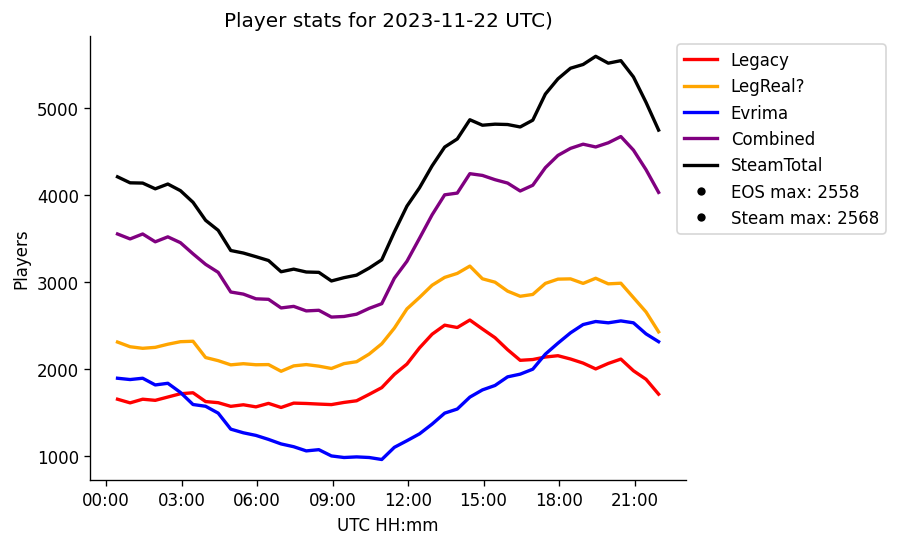 Player stats for 2023-11-22 UTC)
Players
5000
4000
3000
2000
1000
00:00 03:00 06:00 09:00 12:00 15:00 18:00 21:00
UTC HH:mm
Legacy
LegReal?
Evrima
Combined
SteamTotal
EOS max: 2558
Steam max: 2568